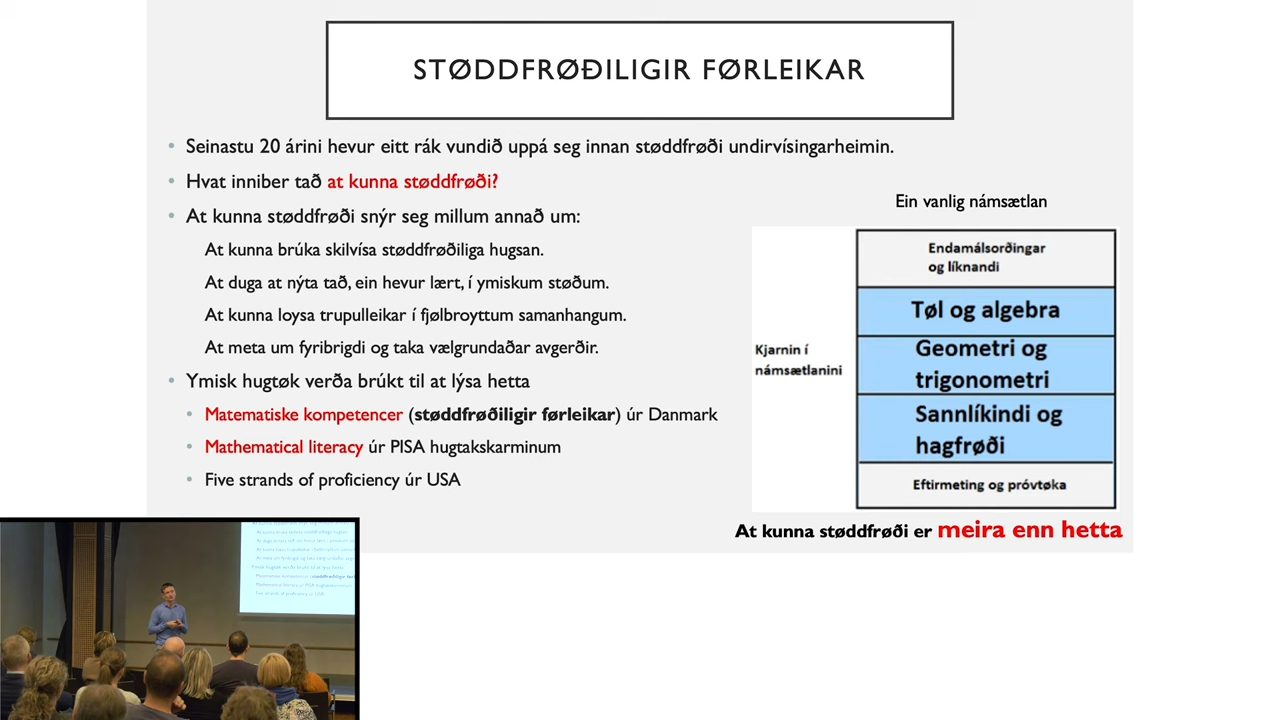 STØDDFRØÐILIGIR FØRLEIKAR
Seinastu 20 árini hevur eitt rák vundið uppá seg innan støddfrøði undirvísingarheimin.
Hvat inniber tað at kunna støddfrøði?
At kunna støddfrøði snýr seg millum annað um:
At kunna brúka skilvísa støddfrøðiliga hugsan.
At duga at nýta tað, ein hevur lært, í ymiskum støðum.
At kunna loysa trupulleikar í fjølbroyttum samanhangum.
At meta um fyribrigdi og taka vælgrundaðar avgerðir.
Ymisk hugtøk verða brúkt til at lýsa hetta
Matematiske kompetencer (støddfrøðiligir førleikar) úr Danmark
Mathematical literacy úr PISA hugtakskarminum
Five strands of proficiency úr USA
Ein vanlig námsætlan
Endamálsorðingar
og líknandi
Tøl og algebra
Kjarnin í
námsætlanini
Geometri og
trigonometri
Sannlíkindi og
hagfrøði
Eftirmeting og próvtøka
At kunna støddfrøði er meira enn hetta